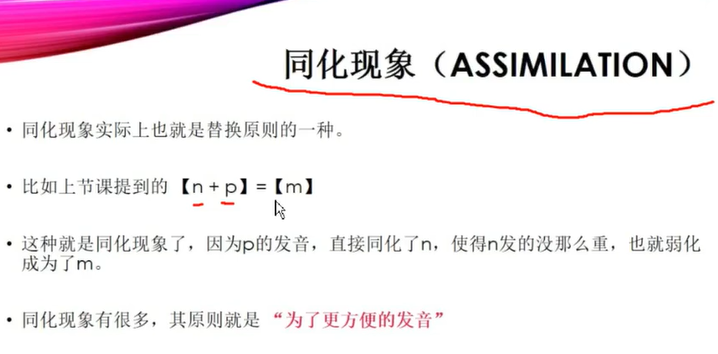 同化现象（ASSIMILATION）
• 同化现象实际上也就是替换原则的一种。
• 比如上节课提到的 【n + p】=【m】
• 这种就是同化现象了，因为p的发音，直接同化了n，使得n发的没那么重，也就弱化
成为了m。
• 同化现象有很多，其原则就是 “为了更方便的发音”